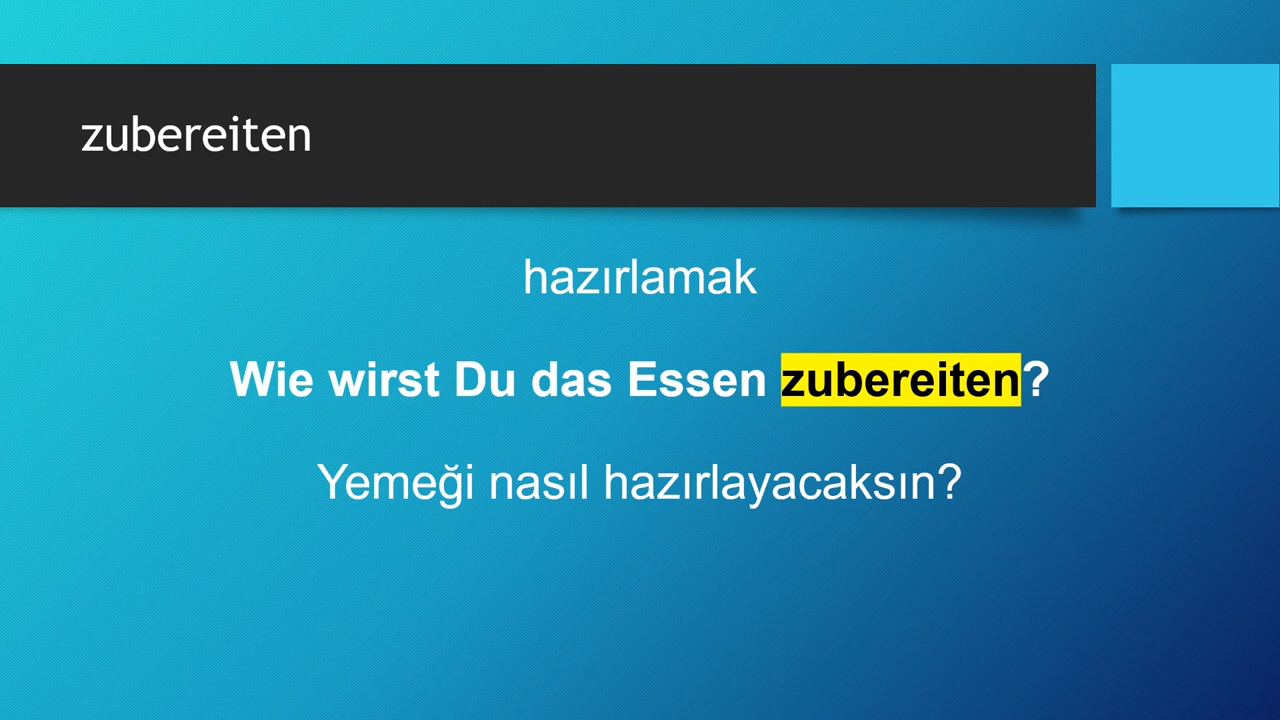 zubereiten
hazırlamak
Wie wirst Du das Essen zubereiten?
Yemeği nasıl hazırlayacaksın?